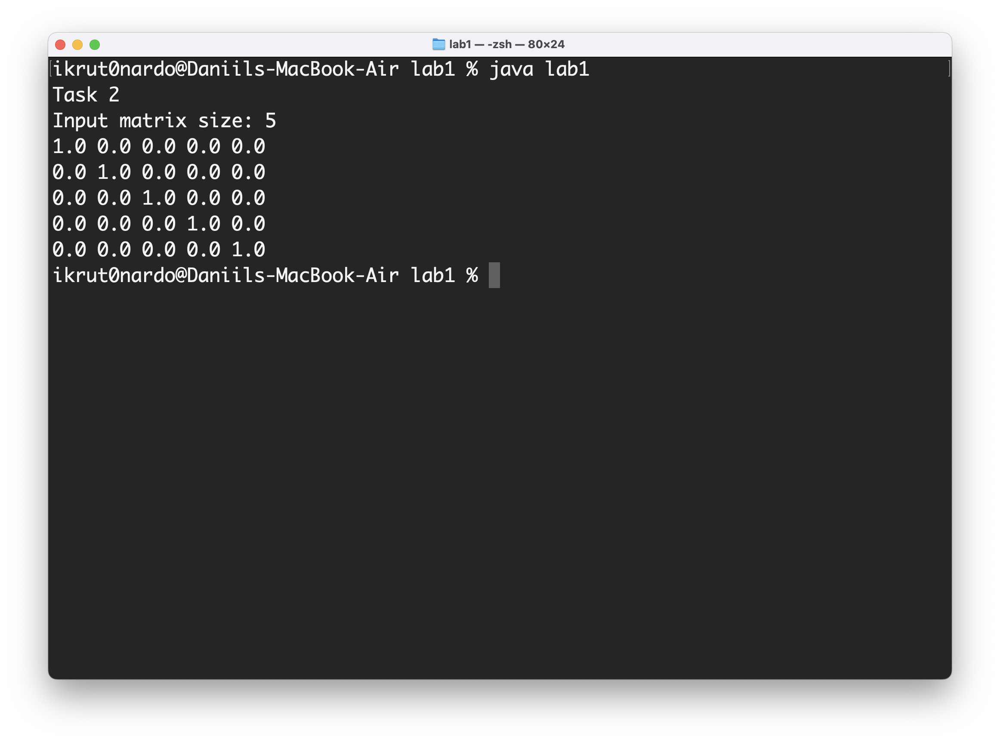 lab1 — -zsh — 80×24
ikrut0nardo@Daniils-MacBook-Air lab1 % java lab1
Task 2
Input matrix size: 5
1.0 0.0 0.0 0.0 0.0
0.0 1.0 0.0 0.0 0.0
0.0 0.0 1.0 0.0 0.0
0.0 0.0 0.0 1.0 0.0
0.0 0.0 0.0 0.0 1.0
ikrut0nardo@Daniils-MacBook-Air lab1 %